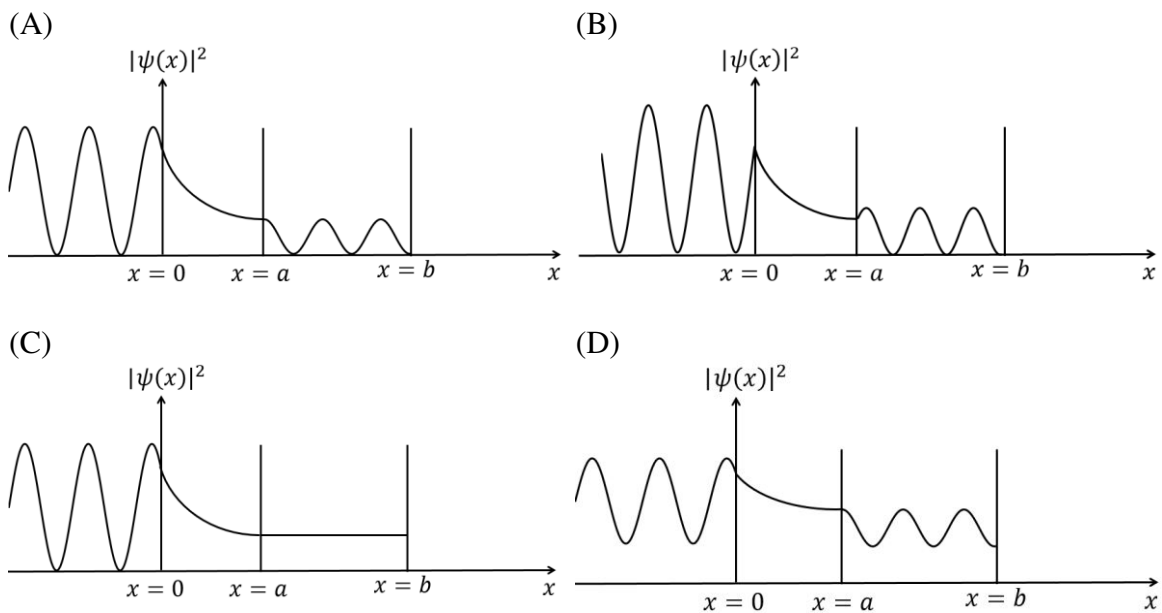 (A)
(B)
|ψ(x)|²
|ψ(x)|²
x = 0
x = a
x = b
x
x = 0
x = a
x = b
x
(C)
(D)
|ψ(x)|²
|ψ(x)|²
x = 0
x = a
x = b
x
x = 0
x = a
x = b
x